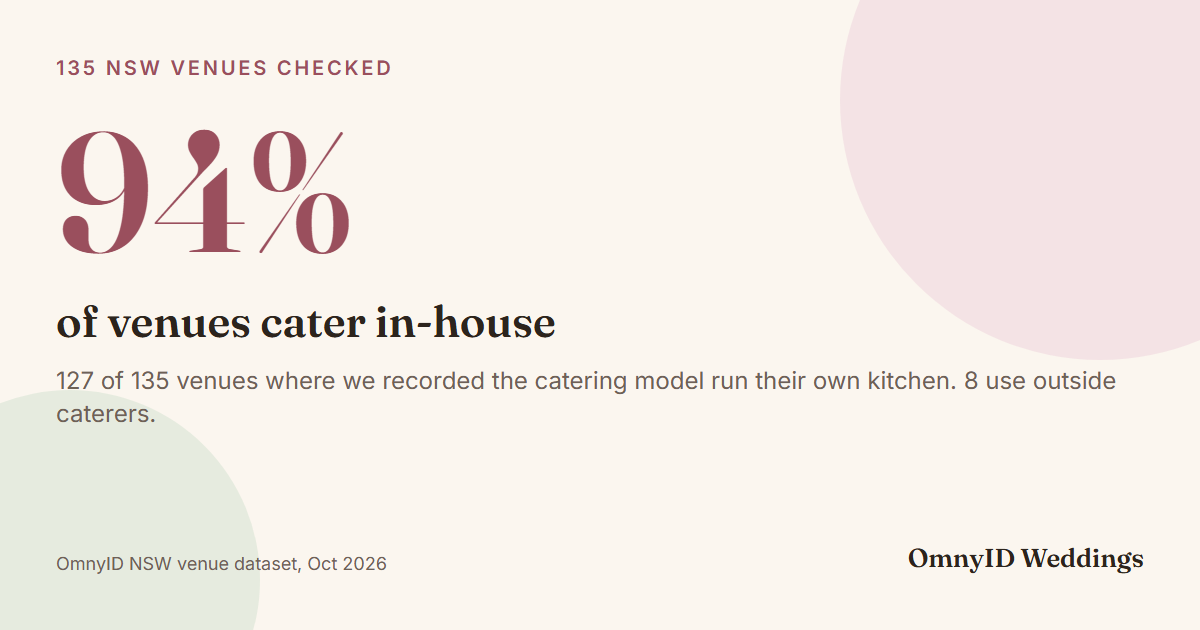 135 NSW VENUES CHECKED
94%
of venues cater in-house
127 of 135 venues where we recorded the catering model run their own kitchen. 8 use outside
caterers.
OmnyID NSW venue dataset, Oct 2026
OmnyID Weddings